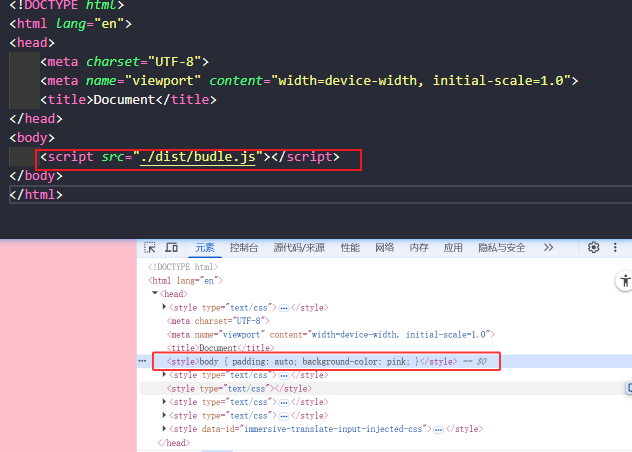 <!DOCTYPE html>
<html lang="en">
<head>
<meta charset="UTF-8">
<meta name="viewport" content="width=device-width, initial-scale=1.0">
<title>Document</title>
</head>
<body>
<script src="./dist/budle.js"></script>
</body>
</html>
元素 控制台 源代码/来源 性能 网络 内存 应用 隐私与安全
<!DOCTYPE html>
<html lang="en">
<head>
<style type="text/css"> … </style>
<meta charset="UTF-8">
<meta name="viewport" content="width=device-width, initial-scale=1.0">
<title>Document</title>
… <style>body { padding: auto; background-color: pink; }</style> == $0
<style type="text/css"> … </style>
<style type="text/css"></style>
<style type="text/css"> … </style>
<style type="text/css"> … </style>
<style data-id="immersive-translate-input-injected-css"> … </style>
</head>